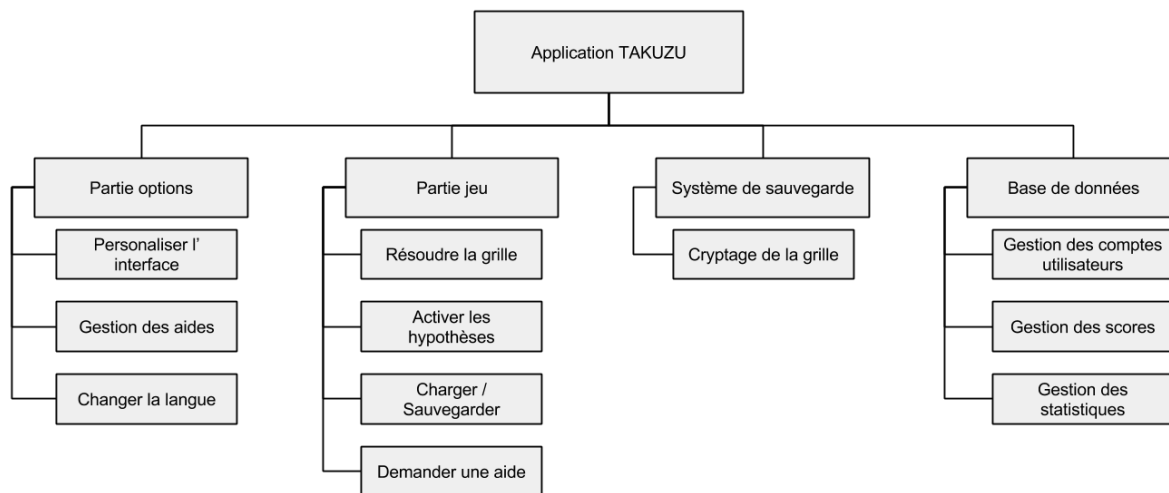 Application TAKUZU
Partie options
Partie jeu
Système de sauvegarde
Base de données
Personaliser l’
interface
Résoudre la grille
Cryptage de la grille
Gestion des comptes
utilisateurs
Gestion des aides
Activer les
hypothèses
Gestion des scores
Changer la langue
Charger /
Sauvegarder
Gestion des
statistiques
Demander une aide